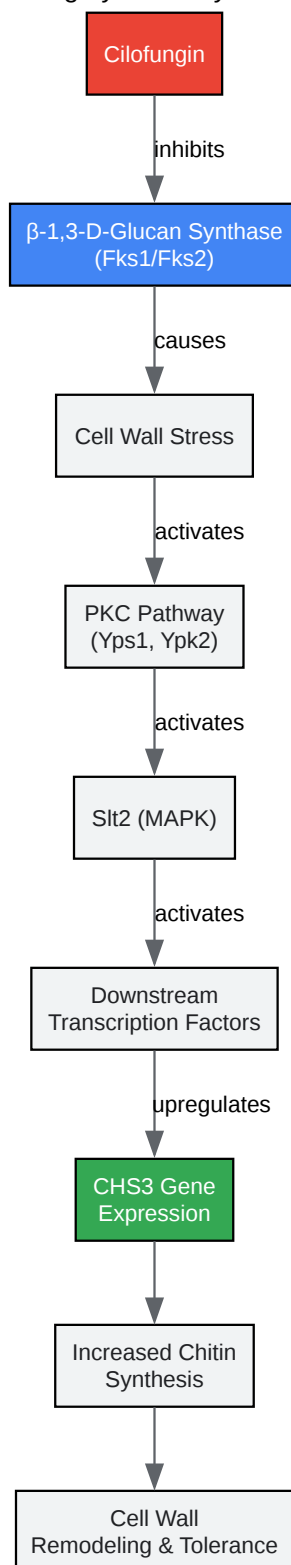 Cilofungin
inhibits
β-1,3-D-Glucan Synthase
(Fks1/Fks2)
causes
Cell Wall Stress
activates
PKC Pathway
(Yps1, Ypk2)
activates
Slt2 (MAPK)
activates
Downstream
Transcription Factors
upregulates
CHS3 Gene
Expression
Increased Chitin
Synthesis
Cell Wall
Remodeling & Tolerance